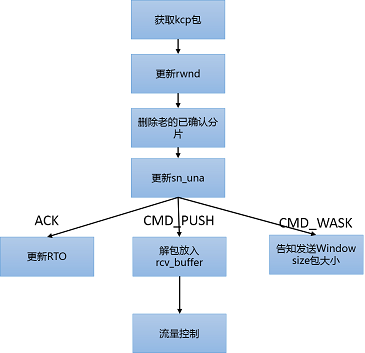 获取kcp包
更新rwnd
删除老的已确认分
片
更新sn_una
ACK
CMD_PUSH
CMD_WASK
更新RTO
解包放入
rcv_buffer
告知发送Window
size包大小
流量控制